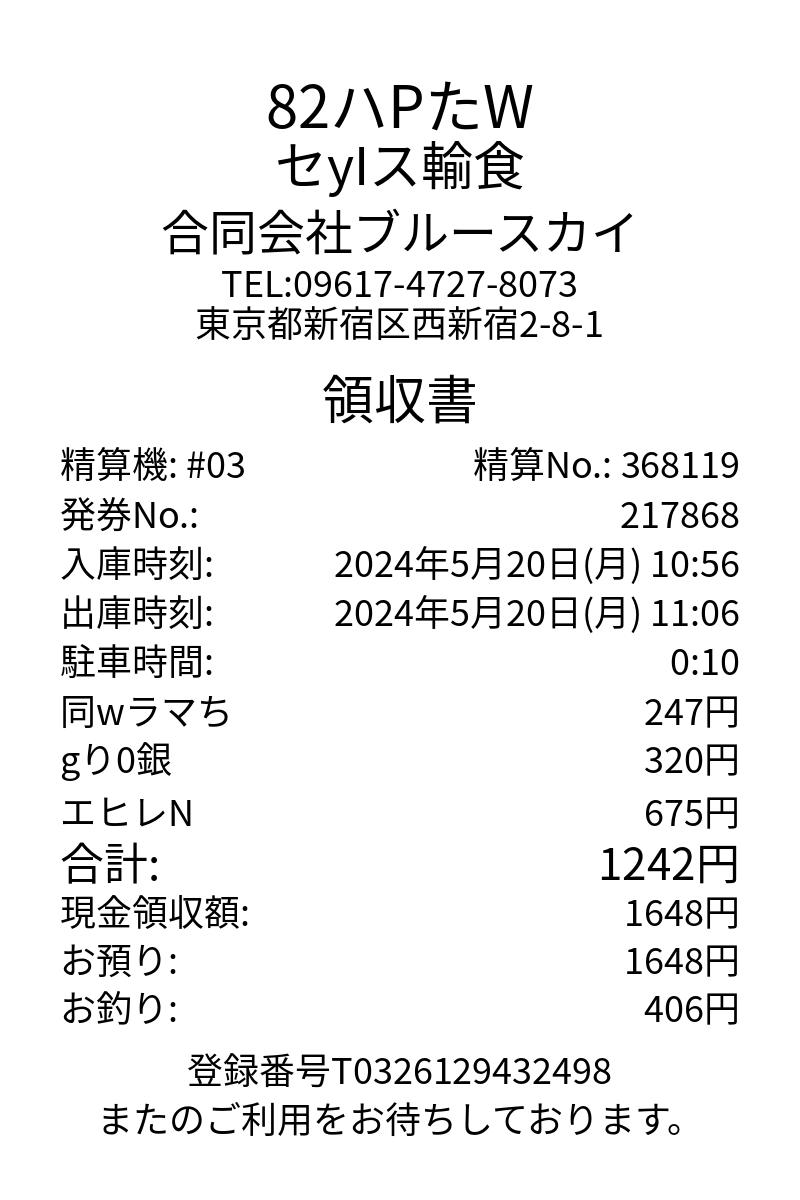 82ハPたW
セylス輸食
合同会社ブルースカイ
TEL:09617-4727-8073
東京都新宿区西新宿2-8-1
領収書
精算機: #03 精算No.: 368119
発券No.: 217868
入庫時刻: 2024年5月20日(月) 10:56
出庫時刻: 2024年5月20日(月) 11:06
駐車時間: 0:10
同wラマち 247円
gり0銀 320円
エヒレN 675円
合計: 1242円
現金領収額: 1648円
お預り: 1648円
お釣り: 406円
登録番号T0326129432498
またのご利用をお待ちしております。